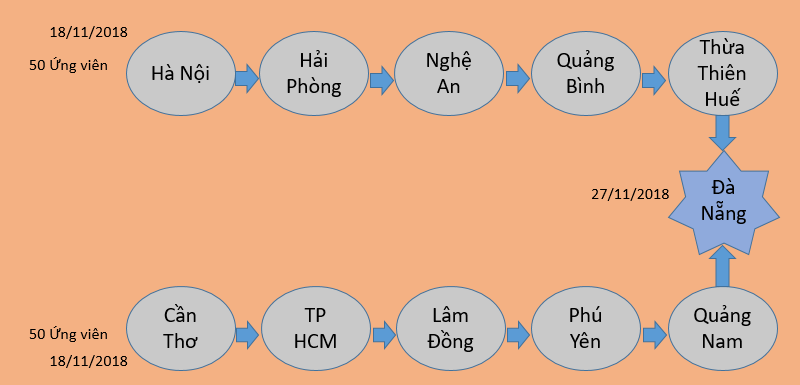 18/11/2018
50 Ứng viên
Hà Nội
Hải
Phòng
Nghệ
An
Quảng
Bình
Thừa
Thiên
Huế
27/11/2018
Đà
Nẵng
Cần
Thơ
TP
HCM
Lâm
Đồng
Phú
Yên
Quảng
Nam
50 Ứng viên
18/11/2018